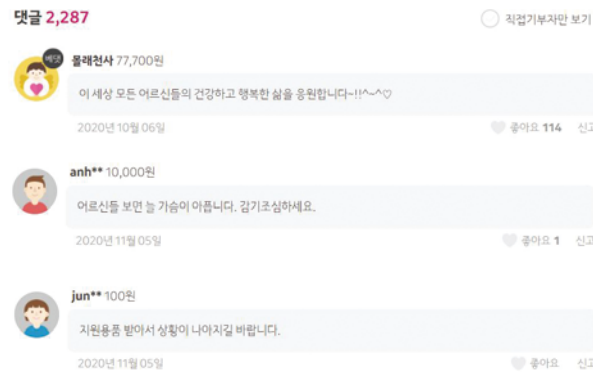 댓글 2,287
직접기부자만 보기
베댓
몰래천사 77,700원
이 세상 모든 어르신들의 건강하고 행복한 삶을 응원합니다~!!^~^♡
2020년 10월 06일 좋아요 114 신고
anh** 10,000원
어르신들 보면 늘 가슴이 아픕니다. 감기조심하세요.
2020년 11월 05일 좋아요 1 신고
jun** 100원
지원용품 받아서 상황이 나아지길 바랍니다.
2020년 11월 05일 좋아요 신고